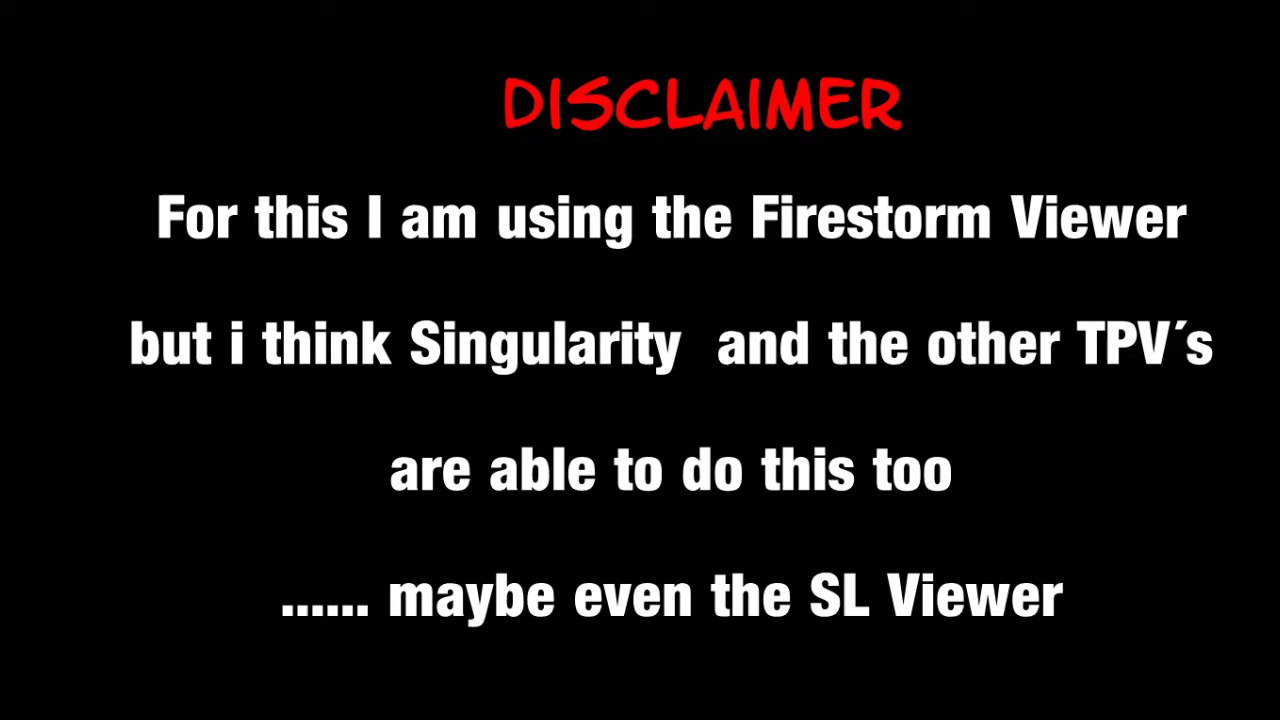 DISCLAIMER
For this I am using the Firestorm Viewer
but i think Singularity  and the other TPV´s
are able to do this too
...... maybe even the SL Viewer